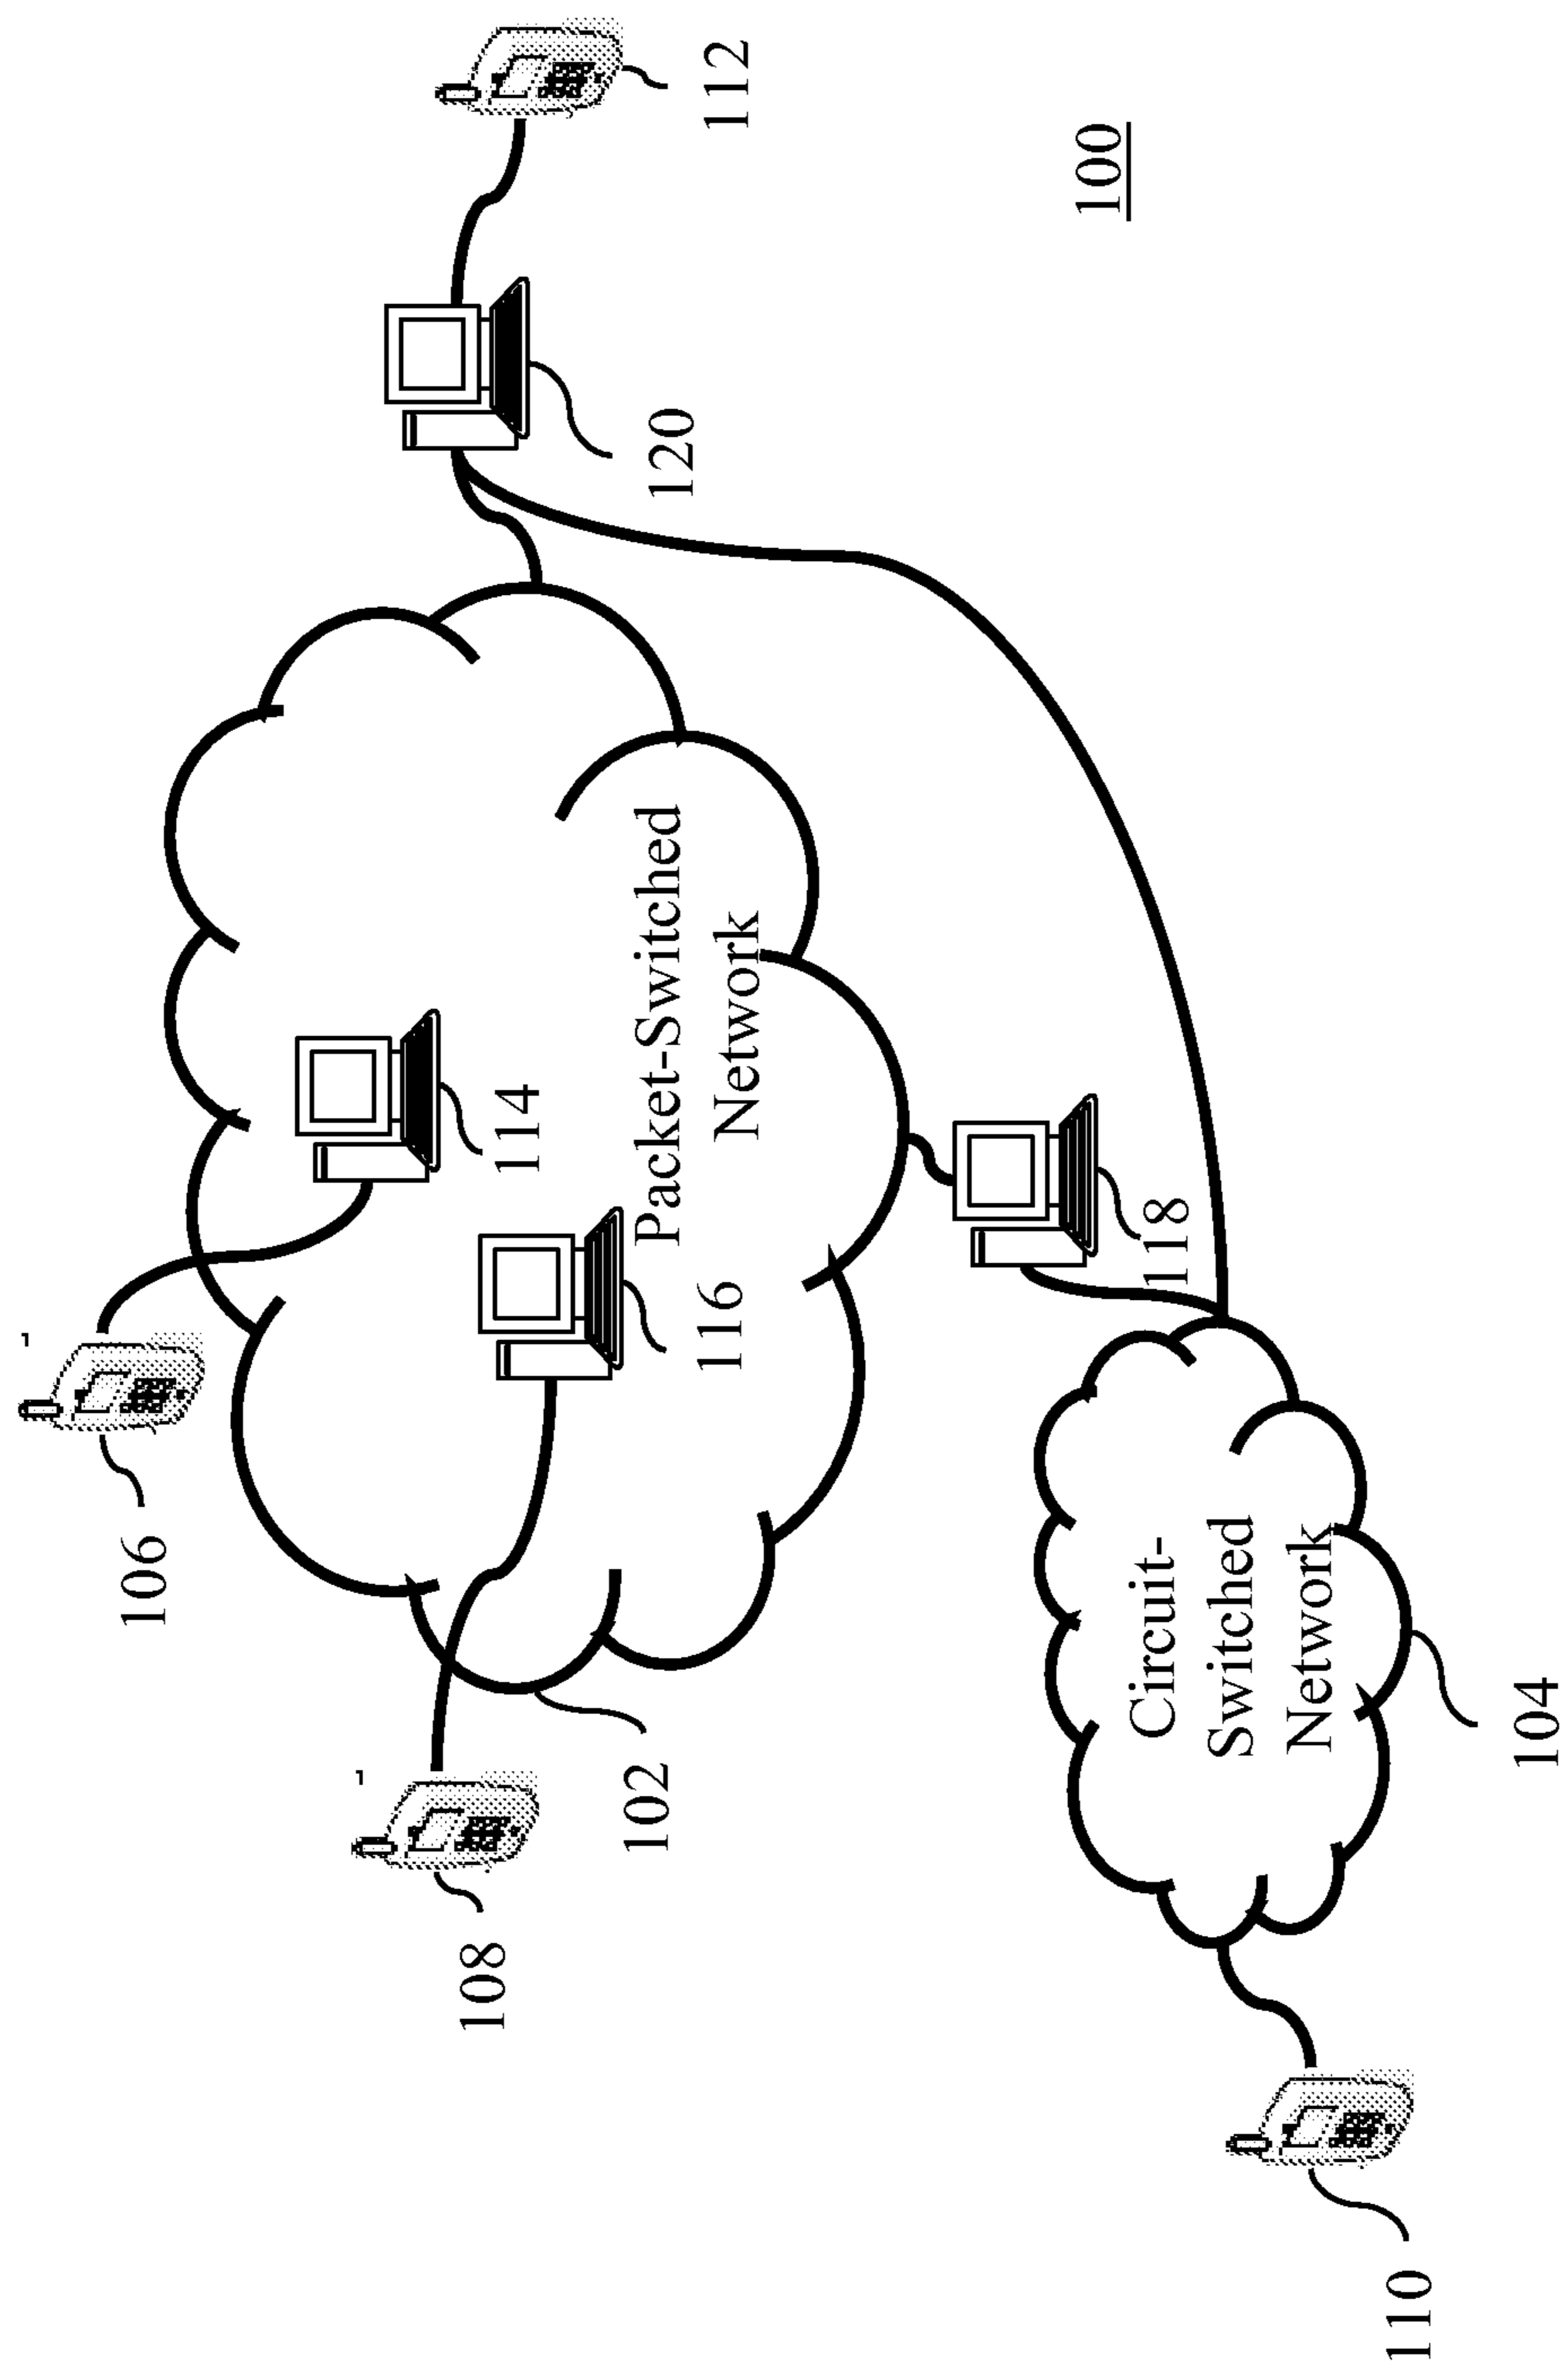 106
108
114
102
116
Packet-Switched
Network
120
112
100
118
Circuit-
Switched
Network
110
104